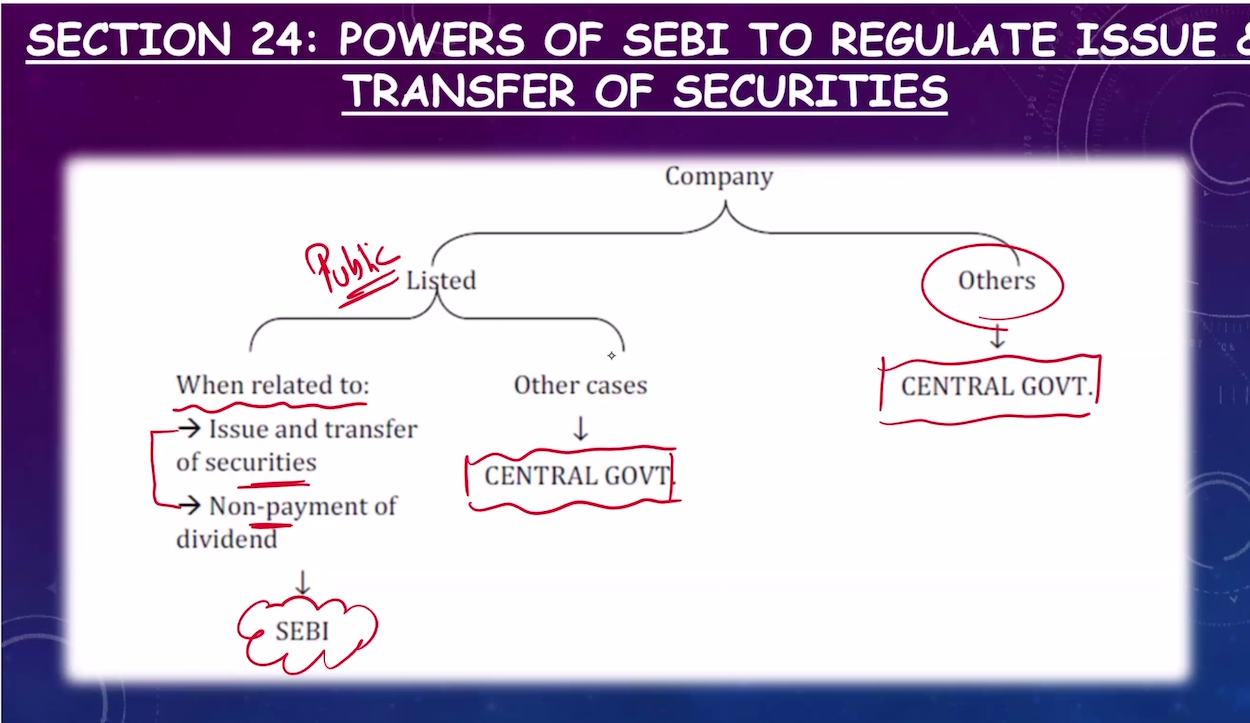 SECTION 24: POWERS OF SEBI TO REGULATE ISSUE &
TRANSFER OF SECURITIES
Company
Public
Listed
Others
When related to:
→ Issue and transfer
of securities
→ Non-payment of
dividend
SEBI
Other cases
CENTRAL GOVT.
CENTRAL GOVT.